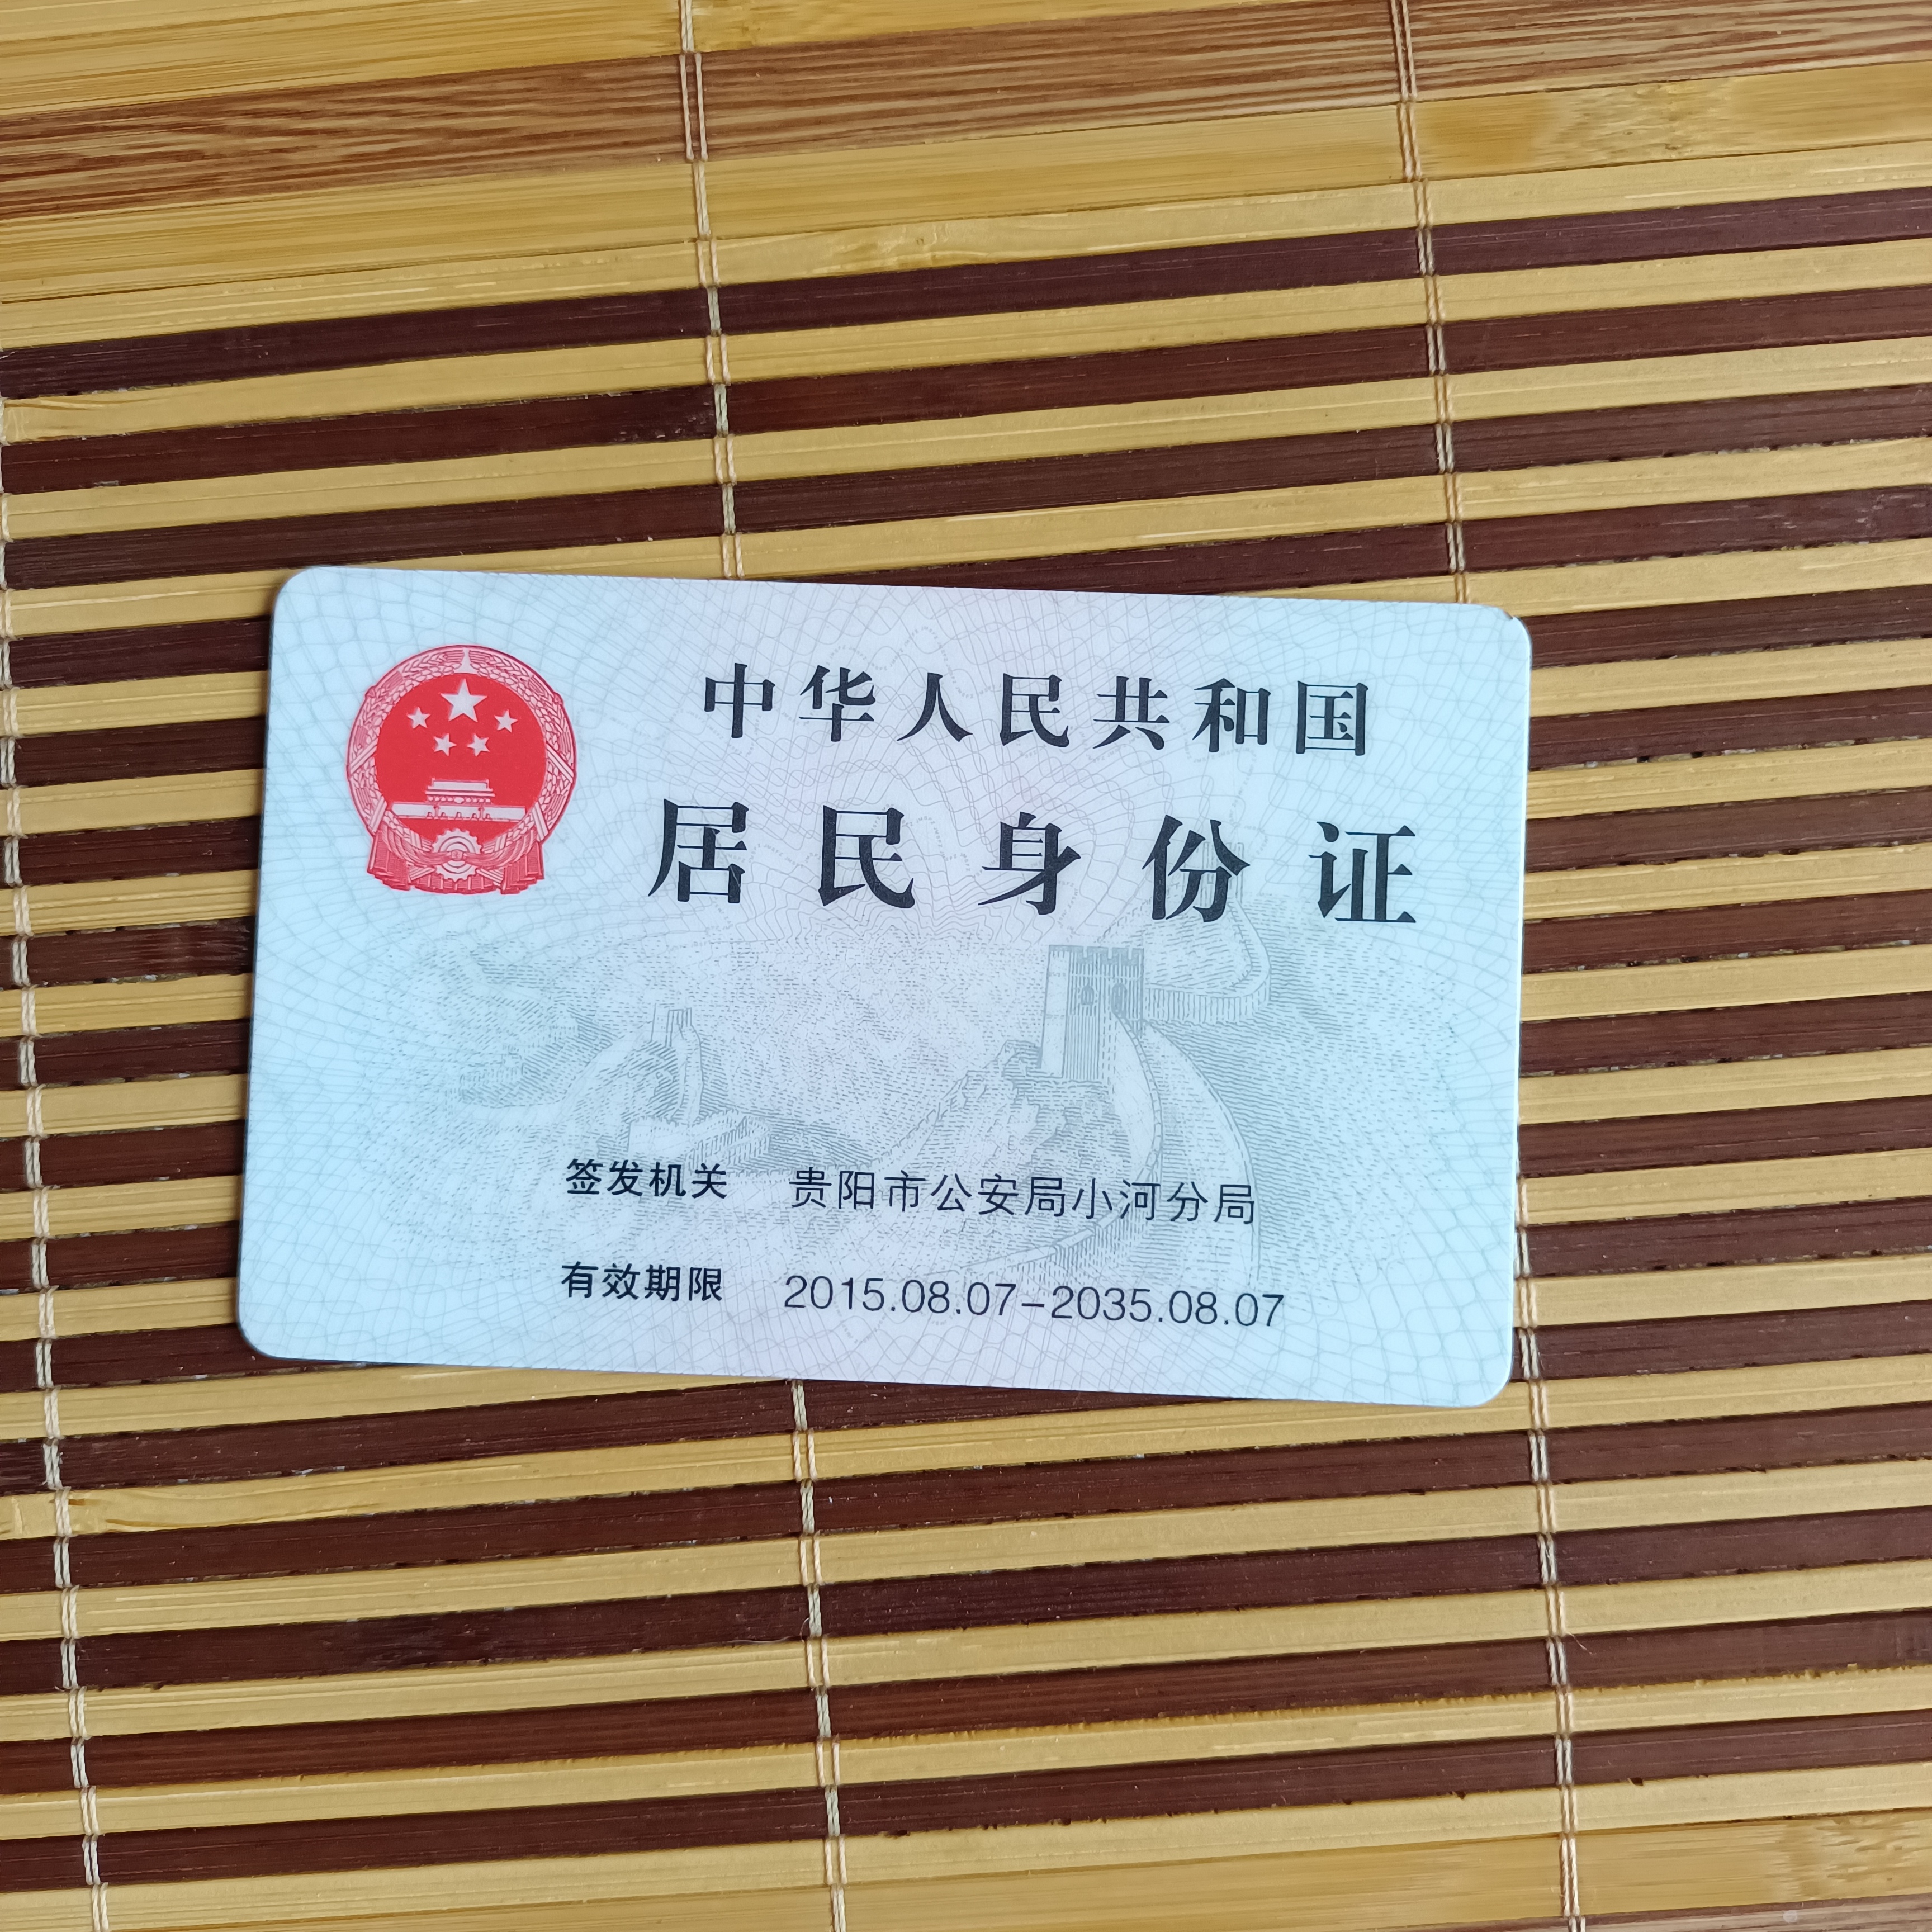 中华人民共和国
居民身份证
签发机关 贵阳市公安局小河分局
有效期限 2015.08.07-2035.08.07